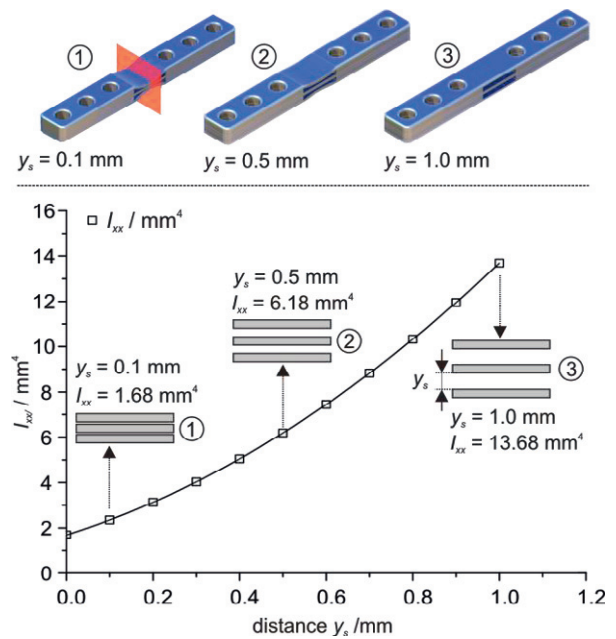 ① ② ③
yₛ = 0.1 mm yₛ = 0.5 mm yₛ = 1.0 mm
16
14
12
10
8
6
4
2
0
Iₓₓ/ mm⁴
□ Iₓₓ / mm⁴
yₛ = 0.5 mm
Iₓₓ = 6.18 mm⁴
②
yₛ = 0.1 mm
Iₓₓ = 1.68 mm⁴
①
yₛ
③
yₛ = 1.0 mm
Iₓₓ = 13.68 mm⁴
0.0 0.2 0.4 0.6 0.8 1.0 1.2
distance yₛ /mm